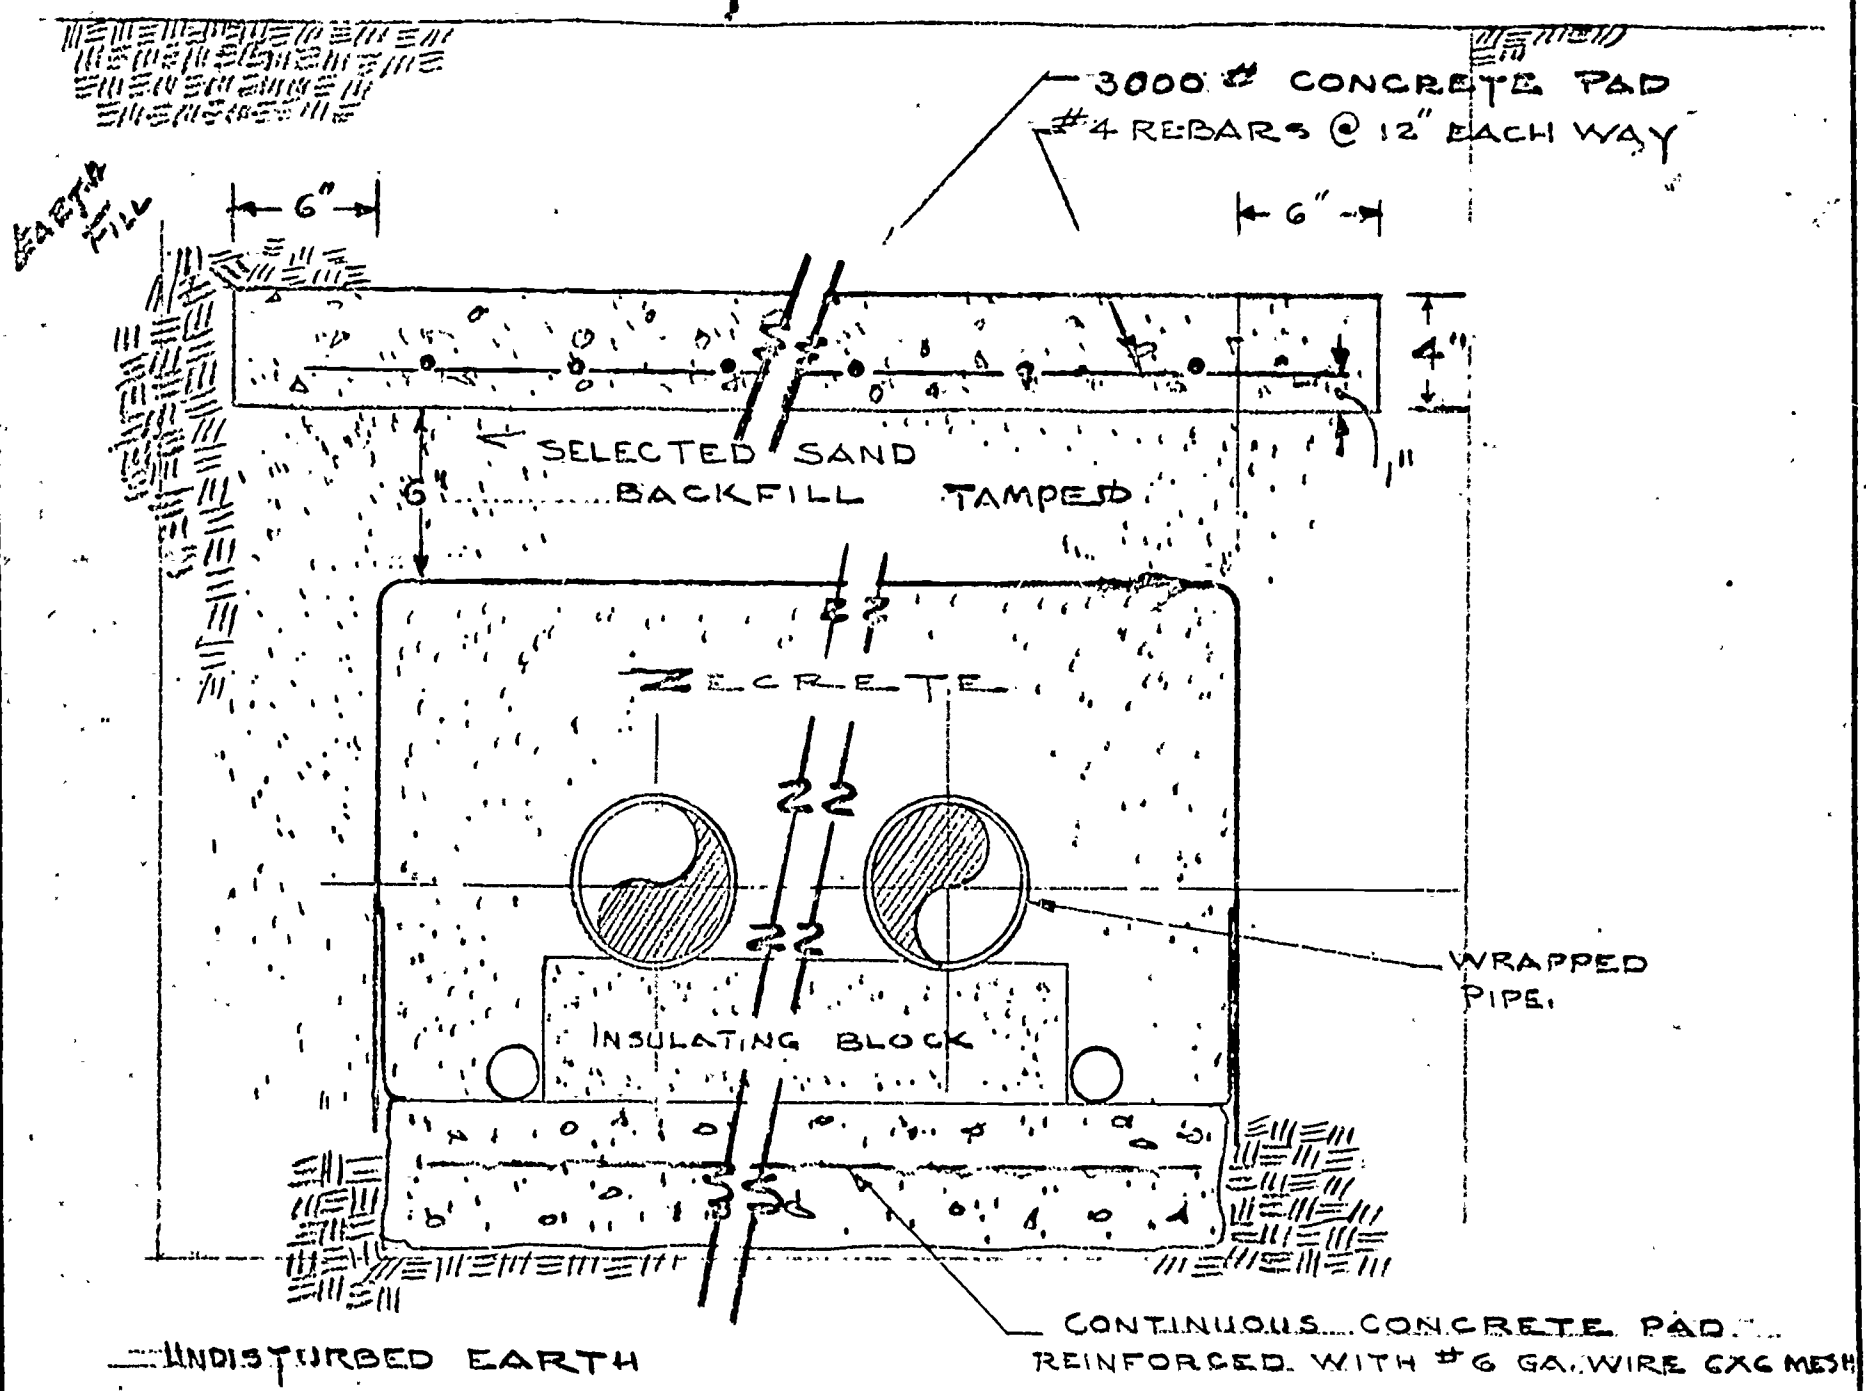 3000 # CONCRETE PAD
#4 REBARS @ 12" EACH WAY
EARTH
FILL
6"
6"
4"
SELECTED SAND
BACKFILL TAMPED
6"
1"
ZECRETE
WRAPPED
PIPE.
INSULATING BLOCK
CONTINUOUS CONCRETE PAD
REINFORCED WITH #6 GA. WIRE 6X6 MESH
UNDISTURBED EARTH